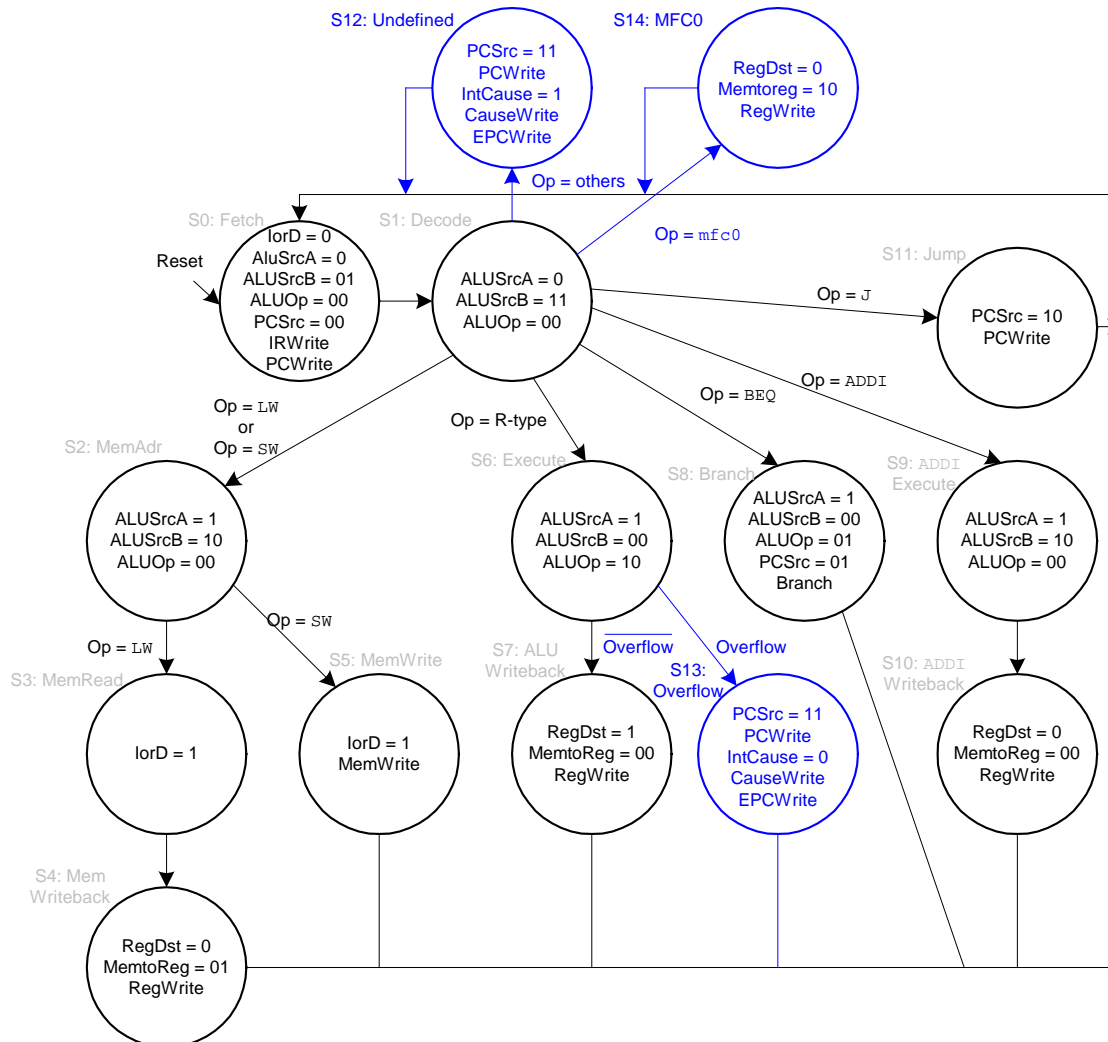 S12: Undefined
PCSrc = 11
PCWrite
IntCause = 1
CauseWrite
EPCWrite
S14: MFC0
RegDst = 0
Memtoreg = 10
RegWrite
Op = others
Op = mfc0
S0: Fetch
Reset
IorD = 0
AluSrcA = 0
ALUSrcB = 01
ALUOp = 00
PCSrc = 00
IRWrite
PCWrite
S1: Decode
ALUSrcA = 0
ALUSrcB = 11
ALUOp = 00
S11: Jump
Op = J
PCSrc = 10
PCWrite
Op = LW
or
Op = SW
Op = R-type
Op = BEQ
Op = ADDI
S2: MemAdr
ALUSrcA = 1
ALUSrcB = 10
ALUOp = 00
S6: Execute
ALUSrcA = 1
ALUSrcB = 00
ALUOp = 10
S8: Branch
ALUSrcA = 1
ALUSrcB = 00
ALUOp = 01
PCSrc = 01
Branch
S9: ADDI
Execute
ALUSrcA = 1
ALUSrcB = 10
ALUOp = 00
Op = LW
Op = SW
Overflow
Overflow
S3: MemRead
IorD = 1
S5: MemWrite
IorD = 1
MemWrite
S7: ALU
Writeback
RegDst = 1
MemtoReg = 00
RegWrite
S13:
Overflow
PCSrc = 11
PCWrite
IntCause = 0
CauseWrite
EPCWrite
S10: ADDI
Writeback
RegDst = 0
MemtoReg = 00
RegWrite
S4: Mem
Writeback
RegDst = 0
MemtoReg = 01
RegWrite